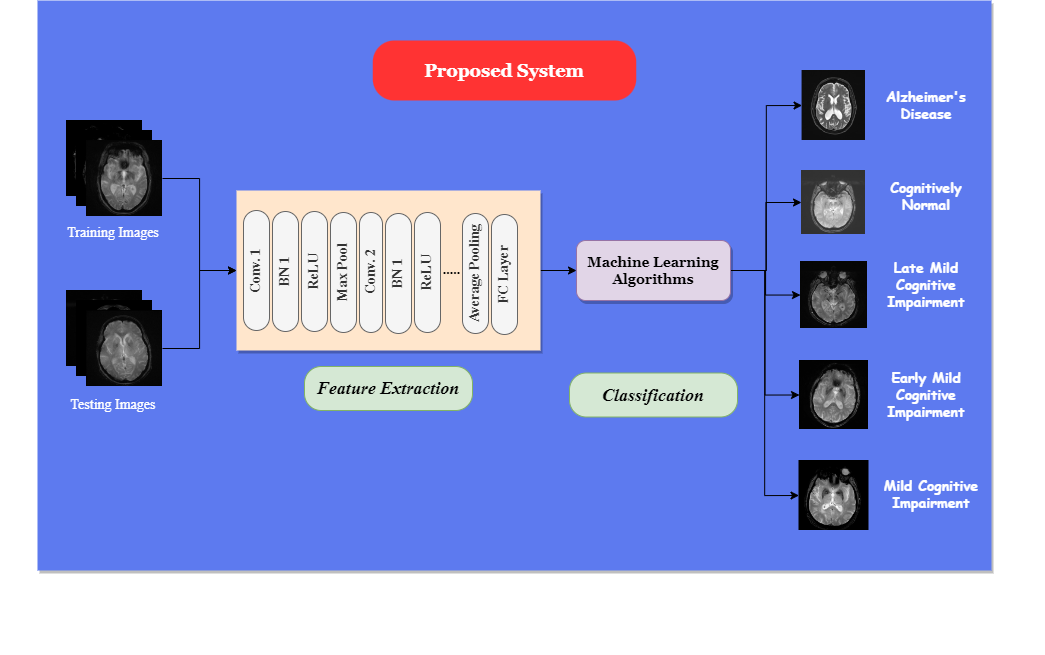 Proposed System
Training Images
Testing Images
Conv. 1
BN 1
ReLU
Max Pool
Conv. 2
BN 1
ReLU
.....
Average Pooling
FC Layer
Feature Extraction
Machine Learning
Algorithms
Classification
Alzheimer's
Disease
Cognitively
Normal
Late Mild
Cognitive
Impairment
Early Mild
Cognitive
Impairment
Mild Cognitive
Impairment